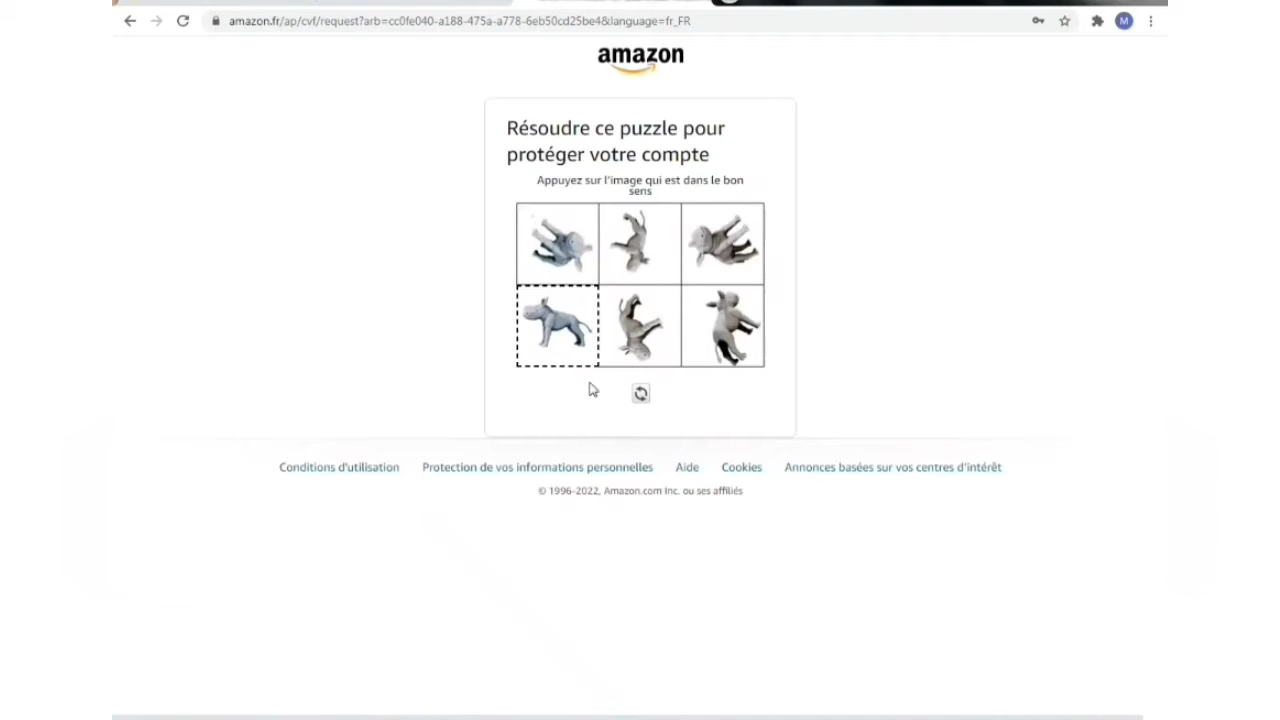 amazon.fr/ap/cvf/request?arb=cc0fe040-a188-475a-a778-6eb50cd25be4&language=fr_FR
M
amazon
Résoudre ce puzzle pour
protéger votre compte
Appuyez sur l'image qui est dans le bon
sens
Conditions d'utilisation Protection de vos informations personnelles Aide Cookies Annonces basées sur vos centres d'intérêt
© 1996-2022, Amazon.com Inc. ou ses affiliés